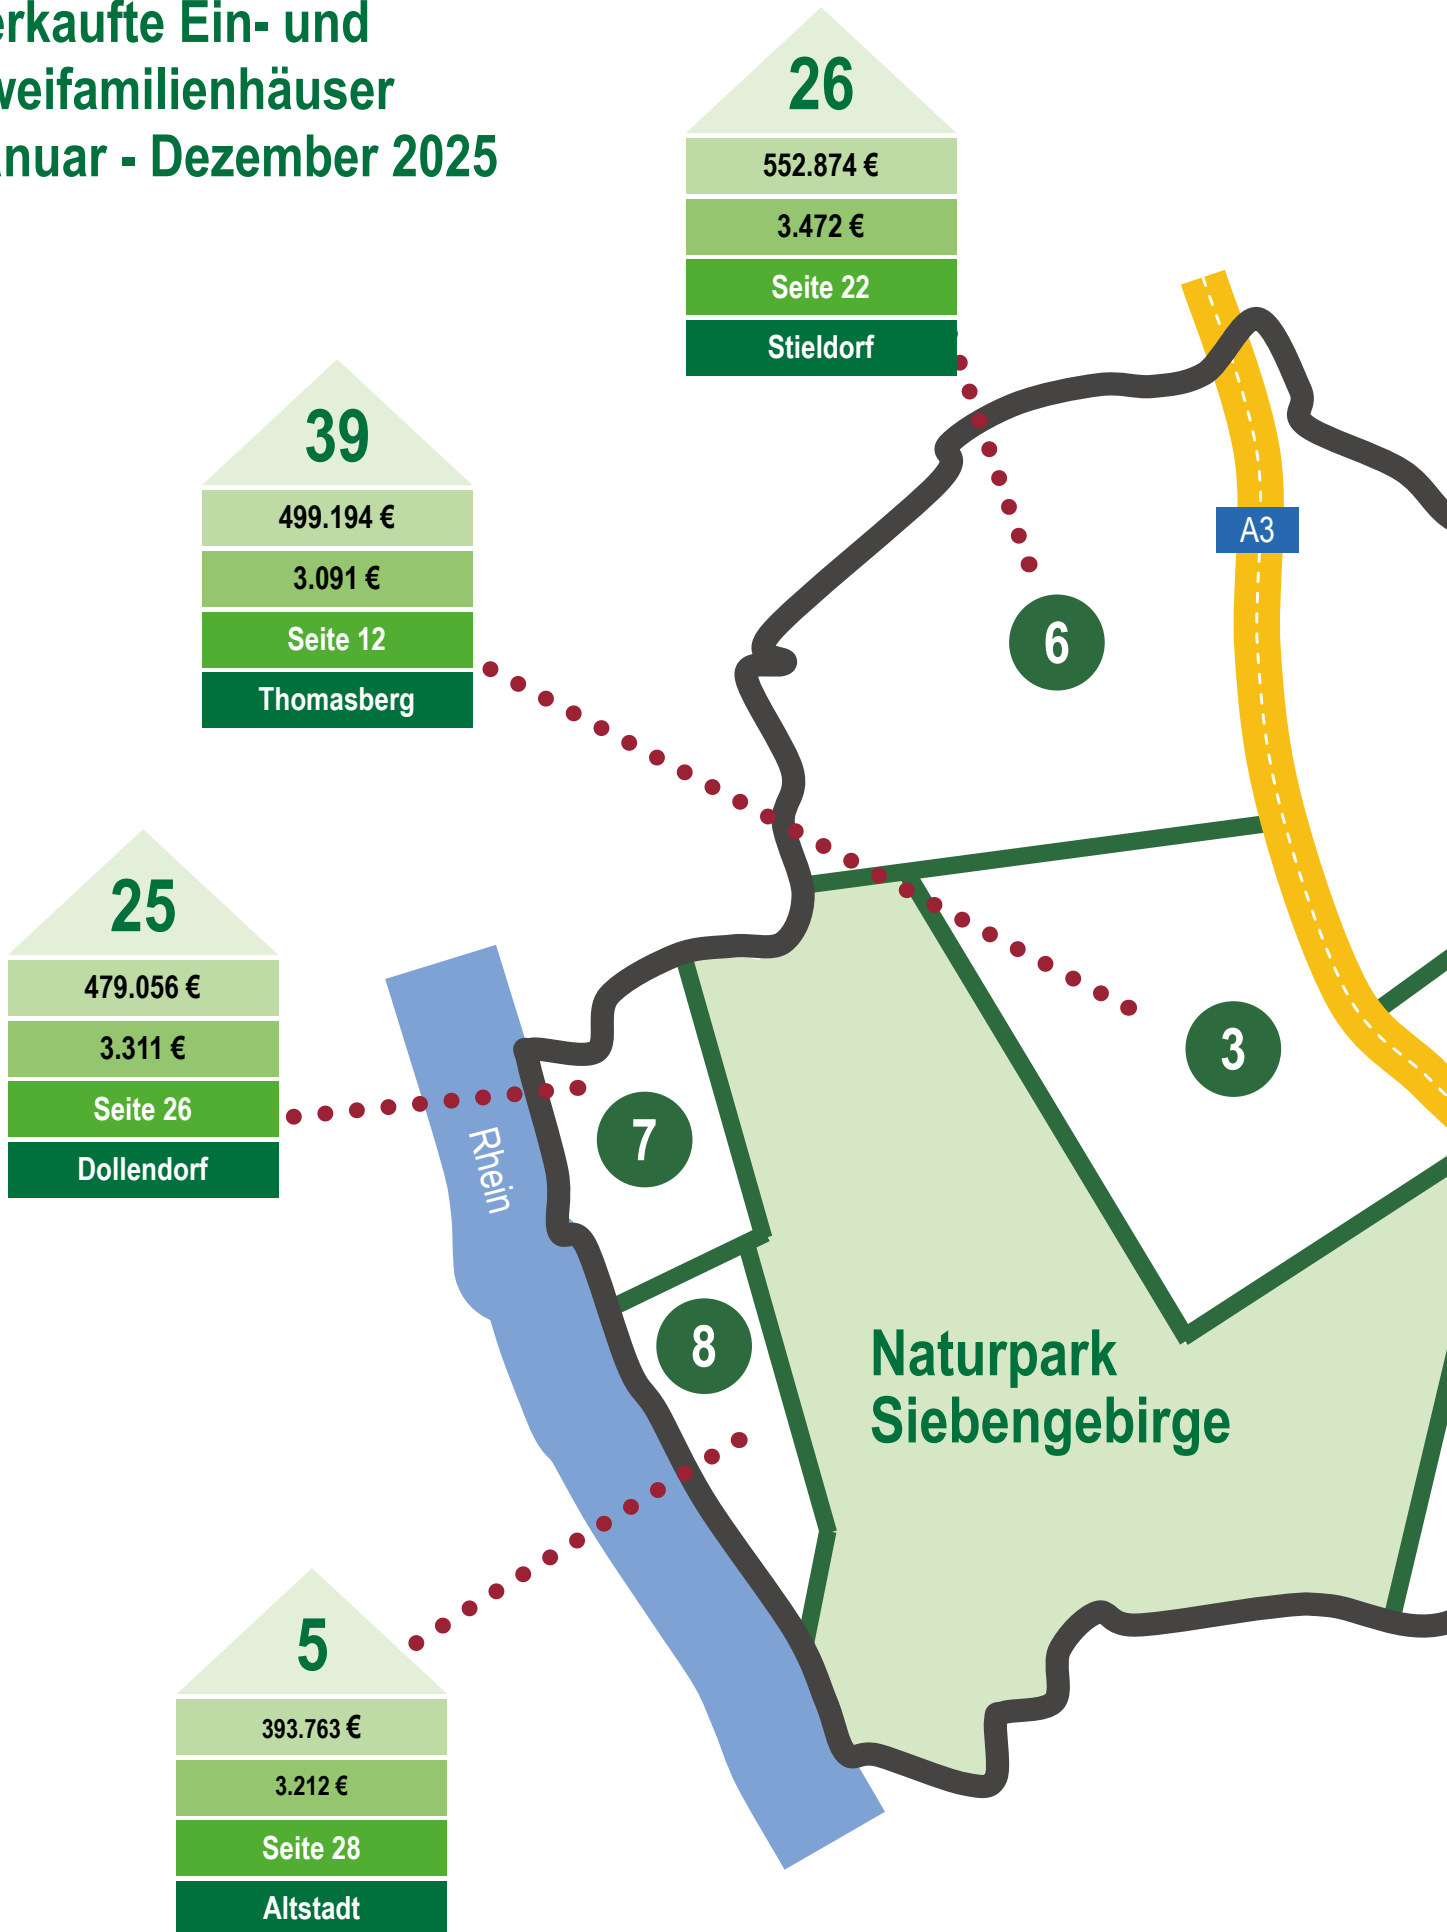 erkaufte Ein- und
weifamilienhäuser
anuar - Dezember 2025
26
552.874 €
3.472 €
Seite 22
Stieldorf
39
499.194 €
3.091 €
Seite 12
Thomasberg
A3
6
25
479.056 €
3.311 €
Seite 26
Dollendorf
3
7
Rhein
8
Naturpark
Siebengebirge
5
393.763 €
3.212 €
Seite 28
Altstadt